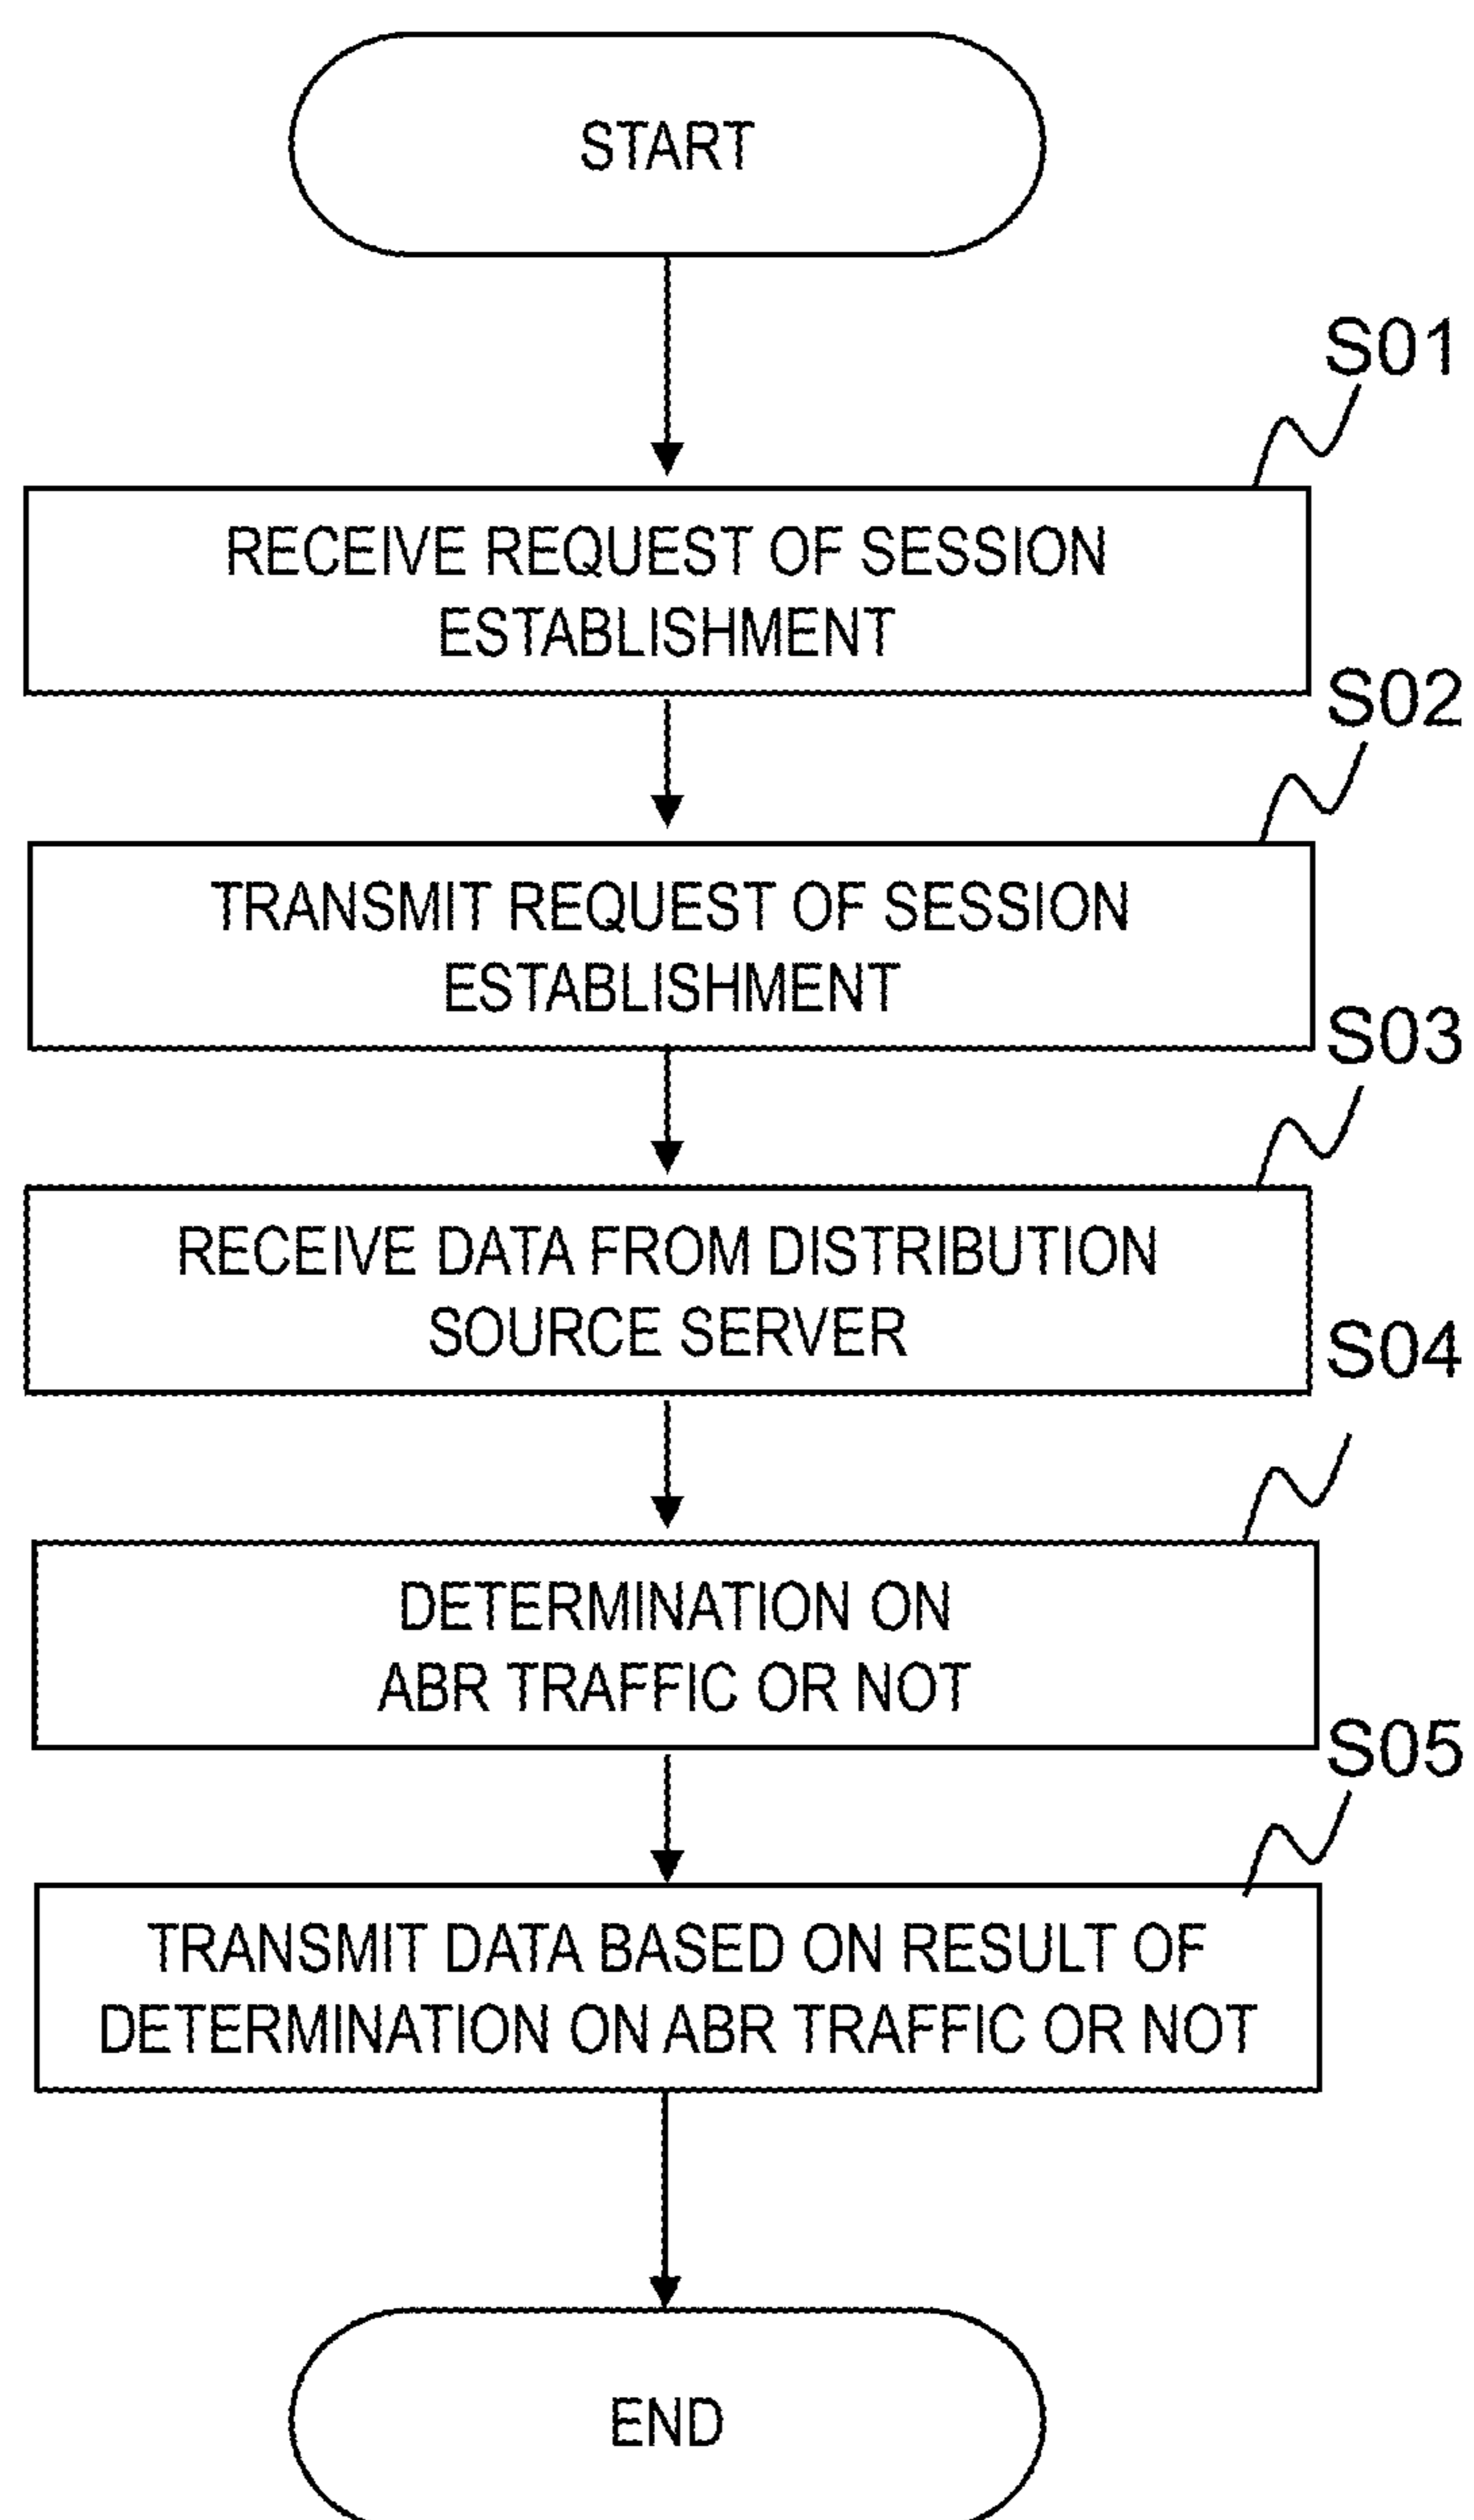 START
S01
RECEIVE REQUEST OF SESSION
ESTABLISHMENT
S02
TRANSMIT REQUEST OF SESSION
ESTABLISHMENT
S03
RECEIVE DATA FROM DISTRIBUTION
SOURCE SERVER
S04
DETERMINATION ON
ABR TRAFFIC OR NOT
S05
TRANSMIT DATA BASED ON RESULT OF
DETERMINATION ON ABR TRAFFIC OR NOT
END